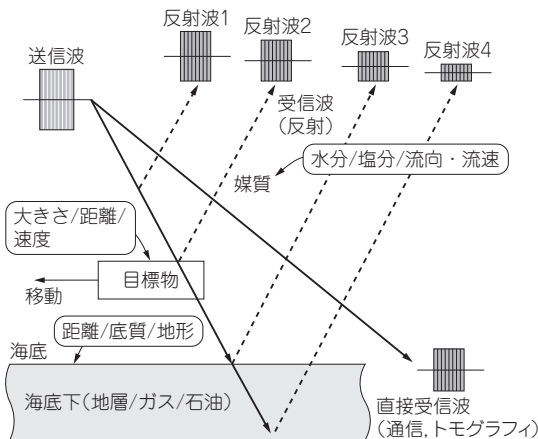 反射波1
反射波2
反射波3
反射波4
送信波
受信波
(反射)
水分/塩分/流向・流速
媒質
大きさ/距離/
速度
目標物
移動
距離/底質/地形
海底
海底下(地層/ガス/石油)
直接受信波
(通信,トモグラフィ)